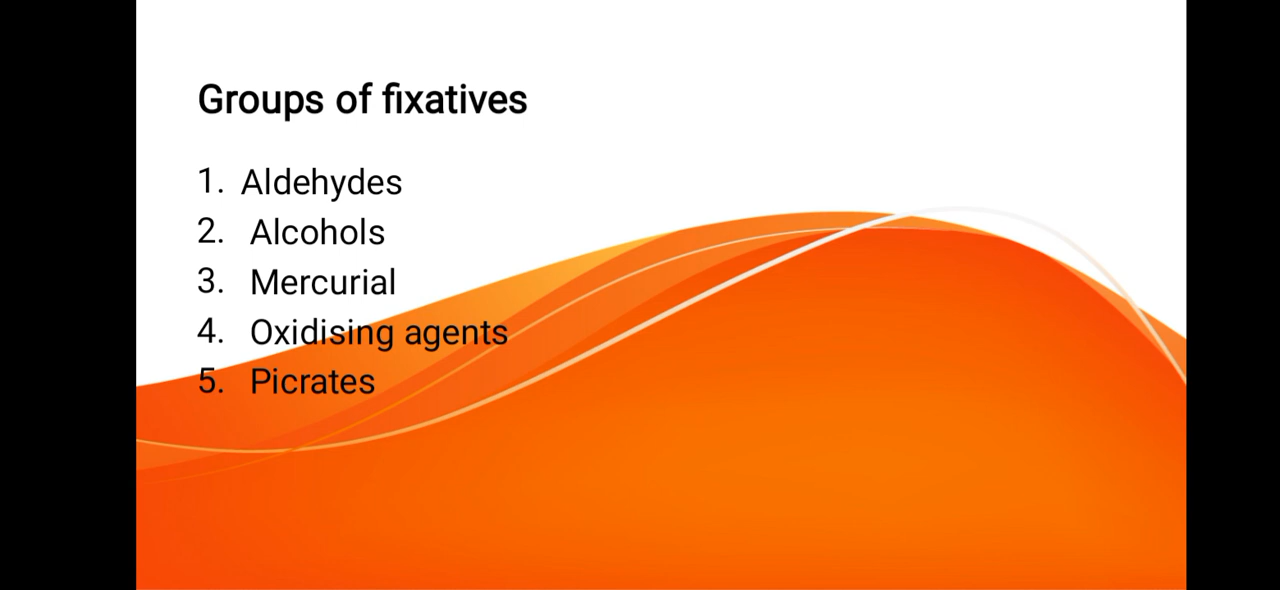 Groups of fixatives
1. Aldehydes
2. Alcohols
3. Mercurial
4. Oxidising agents
5. Picrates